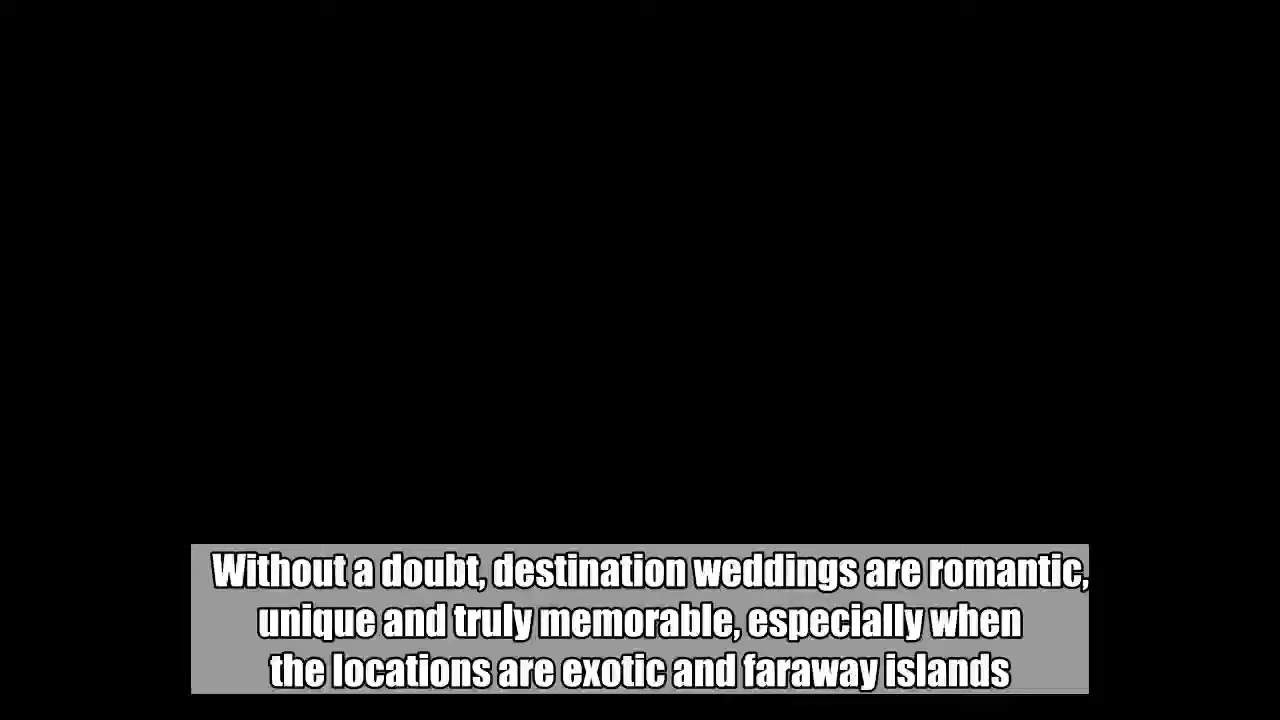 Without a doubt, destination weddings are romantic,
unique and truly memorable, especially when
the locations are exotic and faraway islands